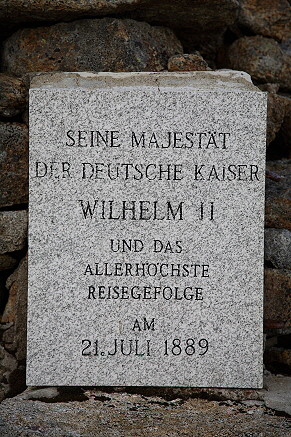 SEINE MAJESTÄT
DER DEUTSCHE KAISER
WILHELM II
UND DAS
ALLERHÖCHSTE
REISEGEFOLGE
AM
21. JULI 1889